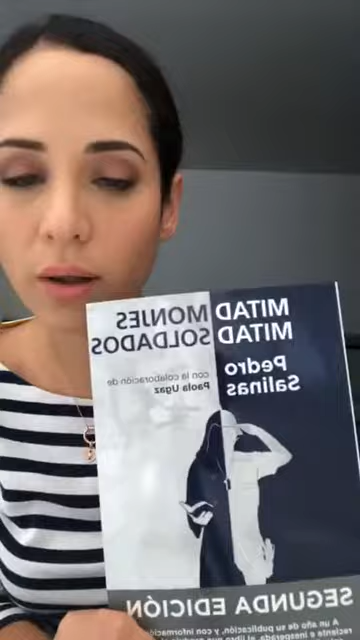 MITAD MONJES
MITAD SOLDADOS
Pedro
Salinas
con la colaboración de
Paola Ugaz
SEGUNDA EDICIÓN
A un año de su publicación, y con información
reciente e inesperada